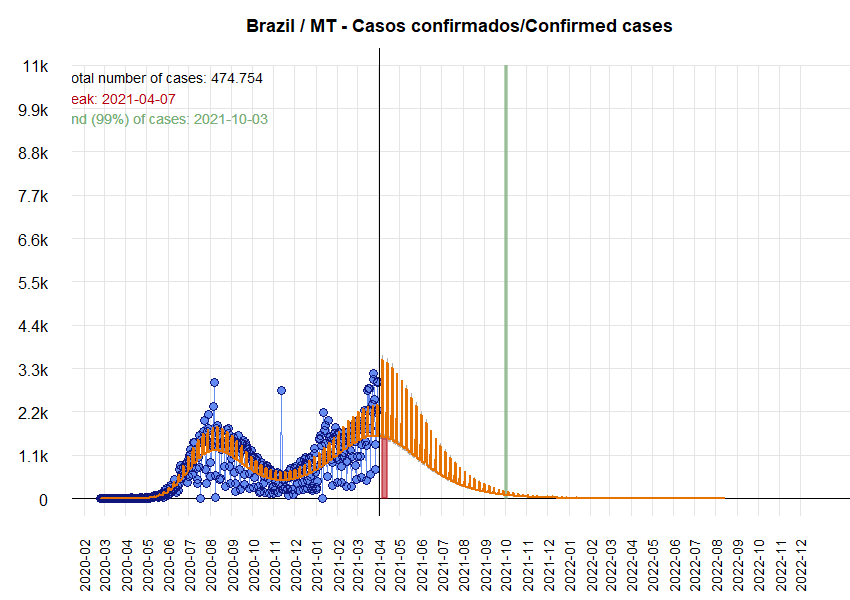 Brazil / MT - Casos confirmados/Confirmed cases
11k
9.9k
8.8k
7.7k
6.6k
5.5k
4.4k
3.3k
2.2k
1.1k
0
otal number of cases: 474.754
eak: 2021-04-07
nd (99%) of cases: 2021-10-03
2020-02
2020-03
2020-04
2020-05
2020-06
2020-07
2020-08
2020-09
2020-10
2020-11
2020-12
2021-01
2021-02
2021-03
2021-04
2021-05
2021-06
2021-07
2021-08
2021-09
2021-10
2021-11
2021-12
2022-01
2022-02
2022-03
2022-04
2022-05
2022-06
2022-07
2022-08
2022-09
2022-10
2022-11
2022-12